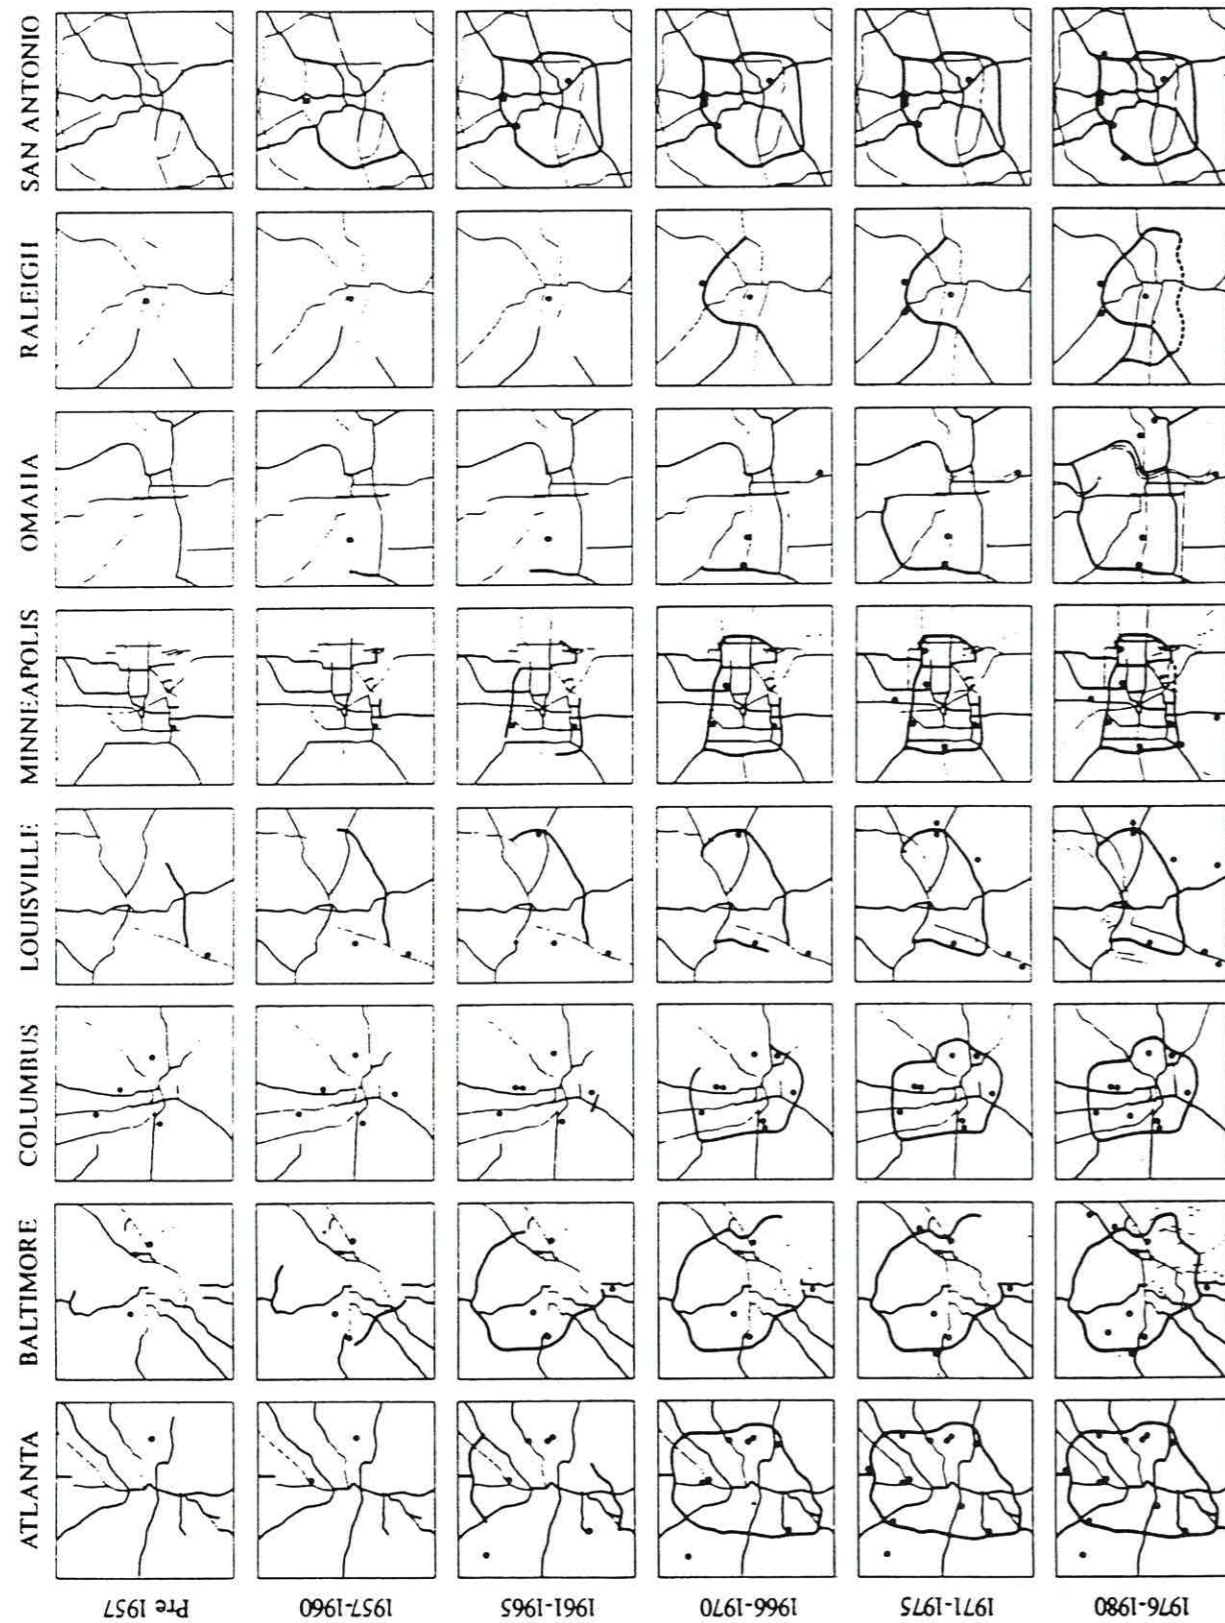 SAN ANTONIO
RALEIGH
OMAHA
MINNEAPOLIS
LOUISVILLE
COLUMBUS
BALTIMORE
ATLANTA
Pre 1957
1957-1960
1961-1965
1966-1970
1971-1975
1976-1980